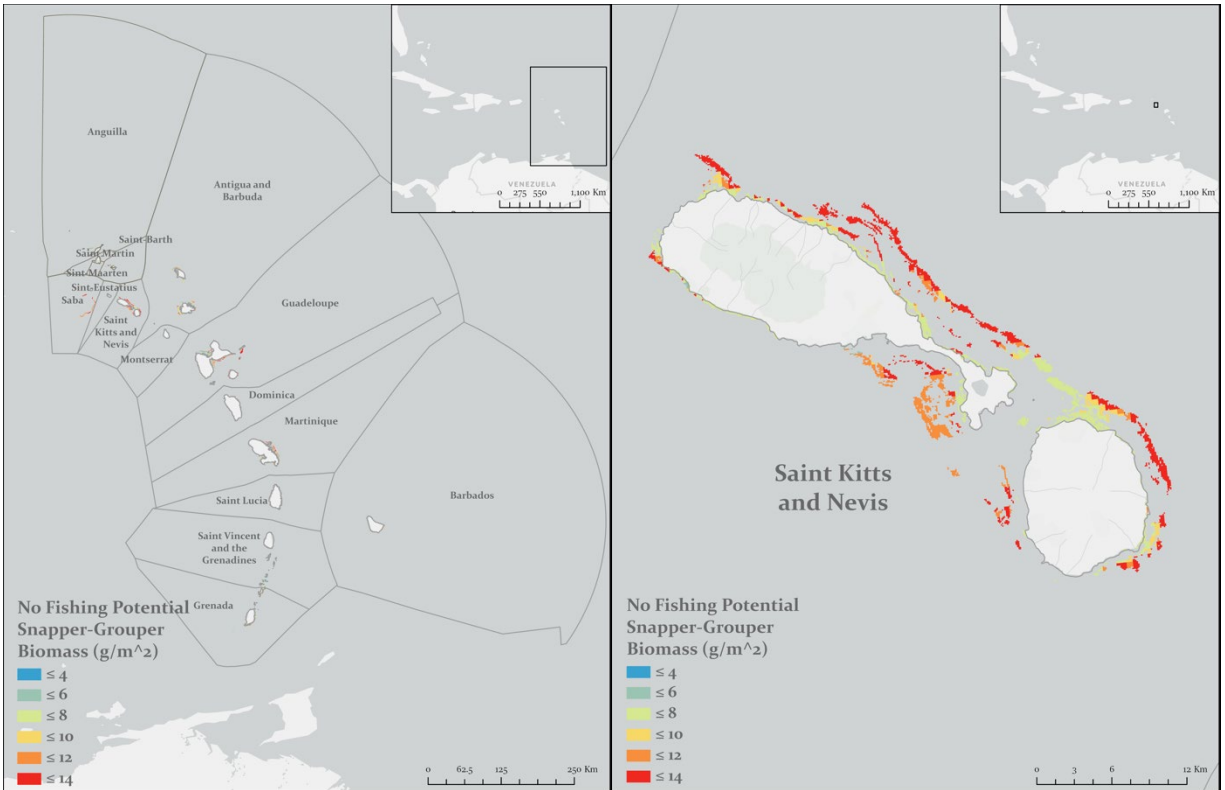 Anguilla
Antigua and
Barbuda
VENEZUELA
0 275 550 1,100 Km
Saint-Barth
Saint-Martin
Sint-Maarten
Sint-Eustatius
Saba
Saint
Kitts and
Nevis
Montserrat
Guadeloupe
Dominica
Martinique
Saint Lucia
Barbados
Saint Vincent
and the
Grenadines
Grenada
No Fishing Potential
Snapper-Grouper
Biomass (g/m^2)
≤ 4
≤ 6
≤ 8
≤ 10
≤ 12
≤ 14
0 62.5 125 250 Km
VENEZUELA
0 275 550 1,100 Km
Saint Kitts
and Nevis
No Fishing Potential
Snapper-Grouper
Biomass (g/m^2)
≤ 4
≤ 6
≤ 8
≤ 10
≤ 12
≤ 14
0 3 6 12 Km